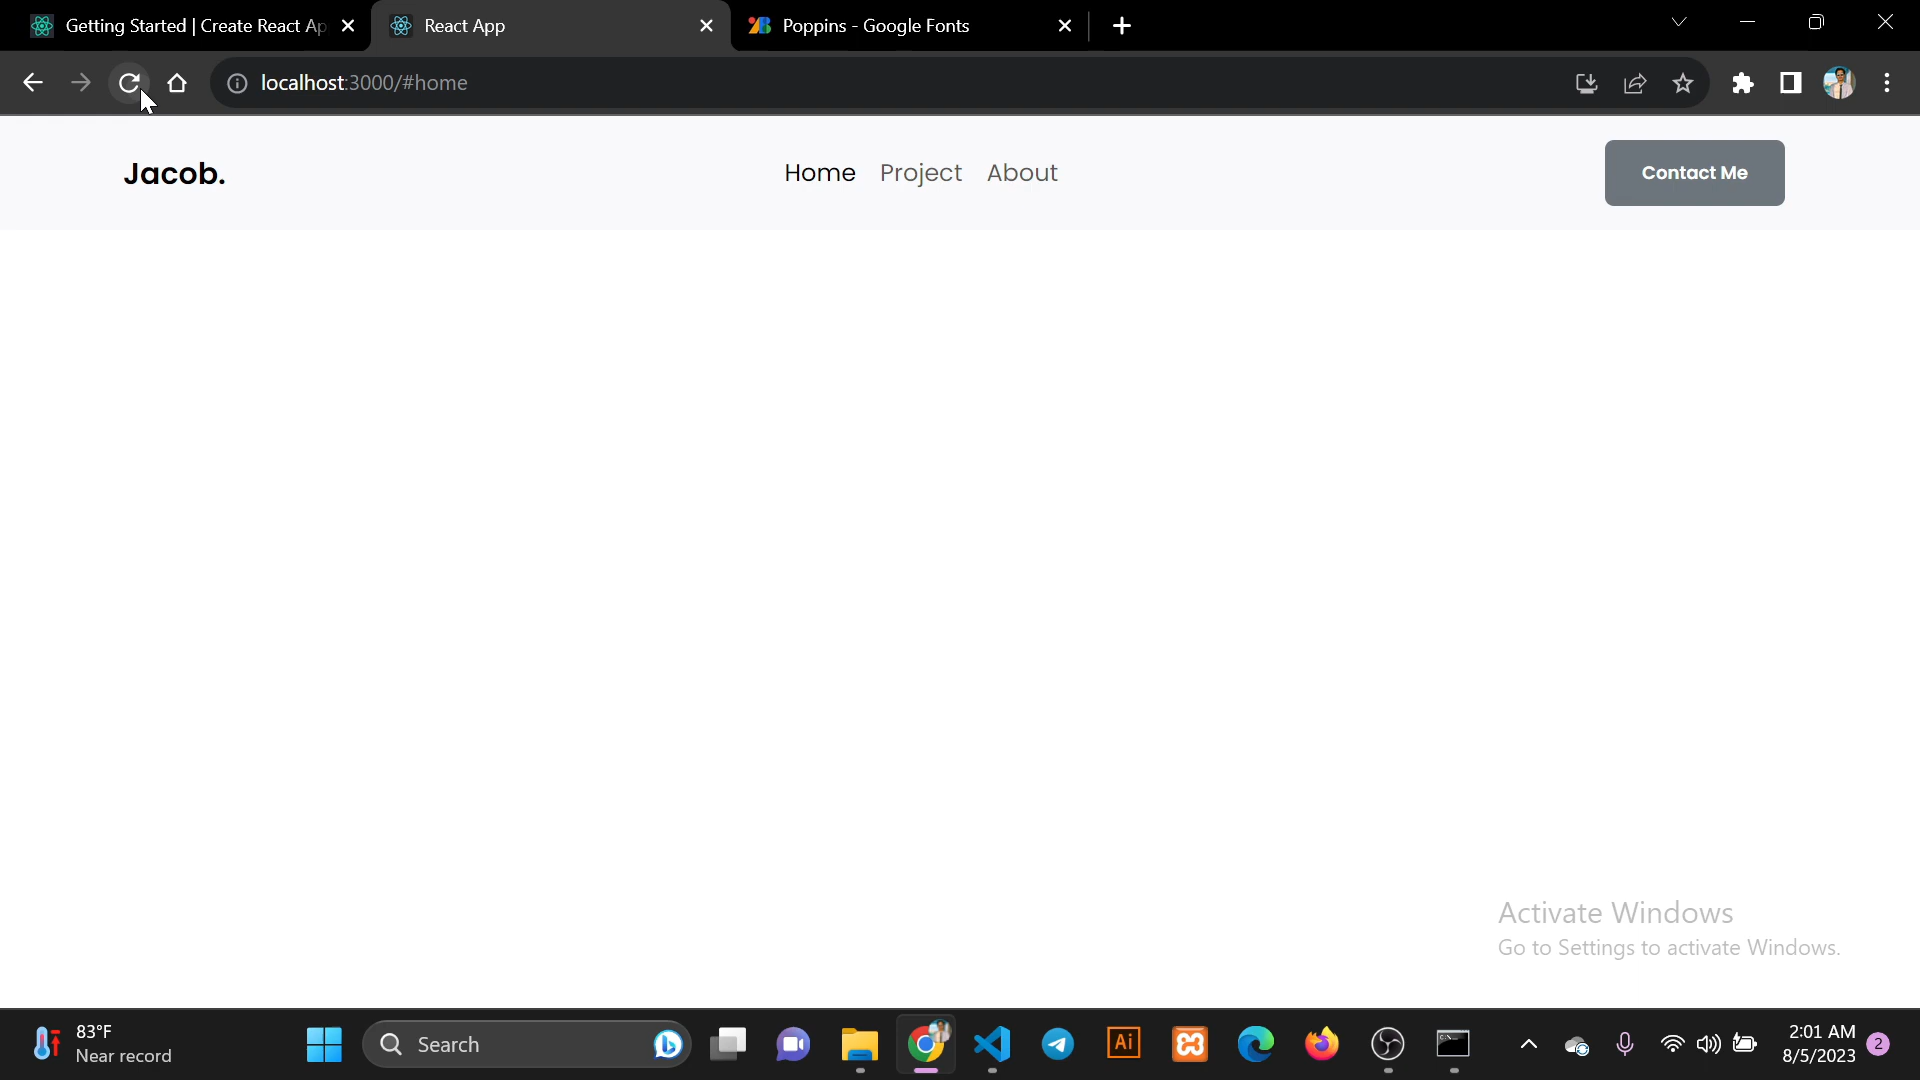 Getting Started | Create React Ap
React App
Poppins - Google Fonts
localhost:3000/#home
Jacob.
Home Project About
Contact Me
Activate Windows
Go to Settings to activate Windows.
83°F
Near record
Search
Ai
2:01 AM
8/5/2023
2